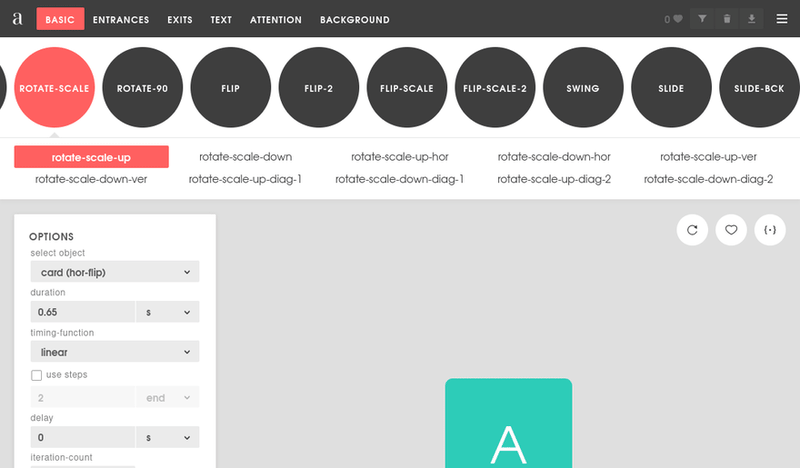 a BASIC ENTRANCES EXITS TEXT ATTENTION BACKGROUND 0
ROTATE-SCALE ROTATE-90 FLIP FLIP-2 FLIP-SCALE FLIP-SCALE-2 SWING SLIDE SLIDE-BCK
rotate-scale-up rotate-scale-down rotate-scale-up-hor rotate-scale-down-hor rotate-scale-up-ver
rotate-scale-down-ver rotate-scale-up-diag-1 rotate-scale-down-diag-1 rotate-scale-up-diag-2 rotate-scale-down-diag-2
OPTIONS
select object
card (hor-flip)
duration
0.65 s
timing-function
linear
use steps
2 end
delay
0 s
iteration-count
{·}
A